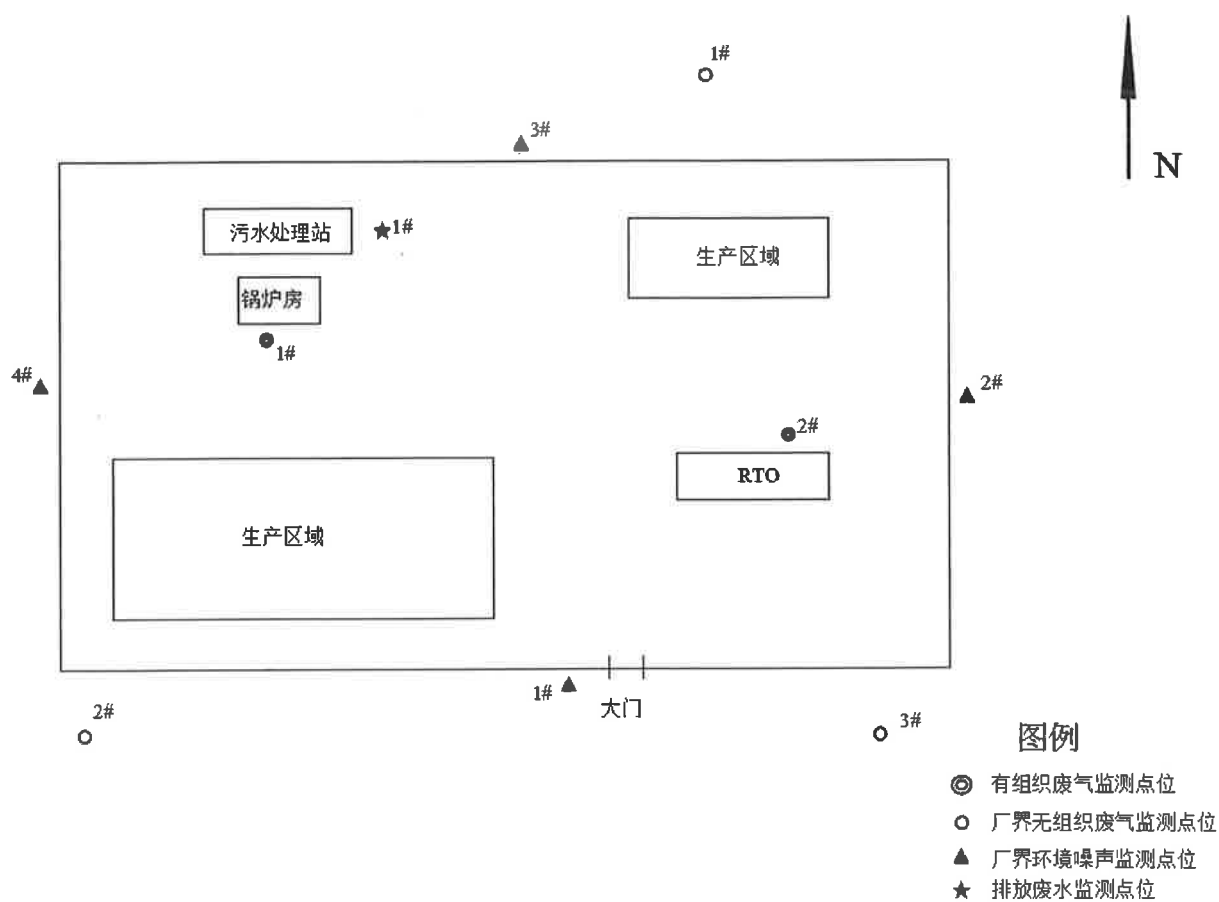 1#
3#
N
污水处理站
1#
生产区域
锅炉房
1#
4#
2#
2#
RTO
生产区域
1#
大门
2#
3#
图例
有组织废气监测点位
厂界无组织废气监测点位
厂界环境噪声监测点位
排放废水监测点位